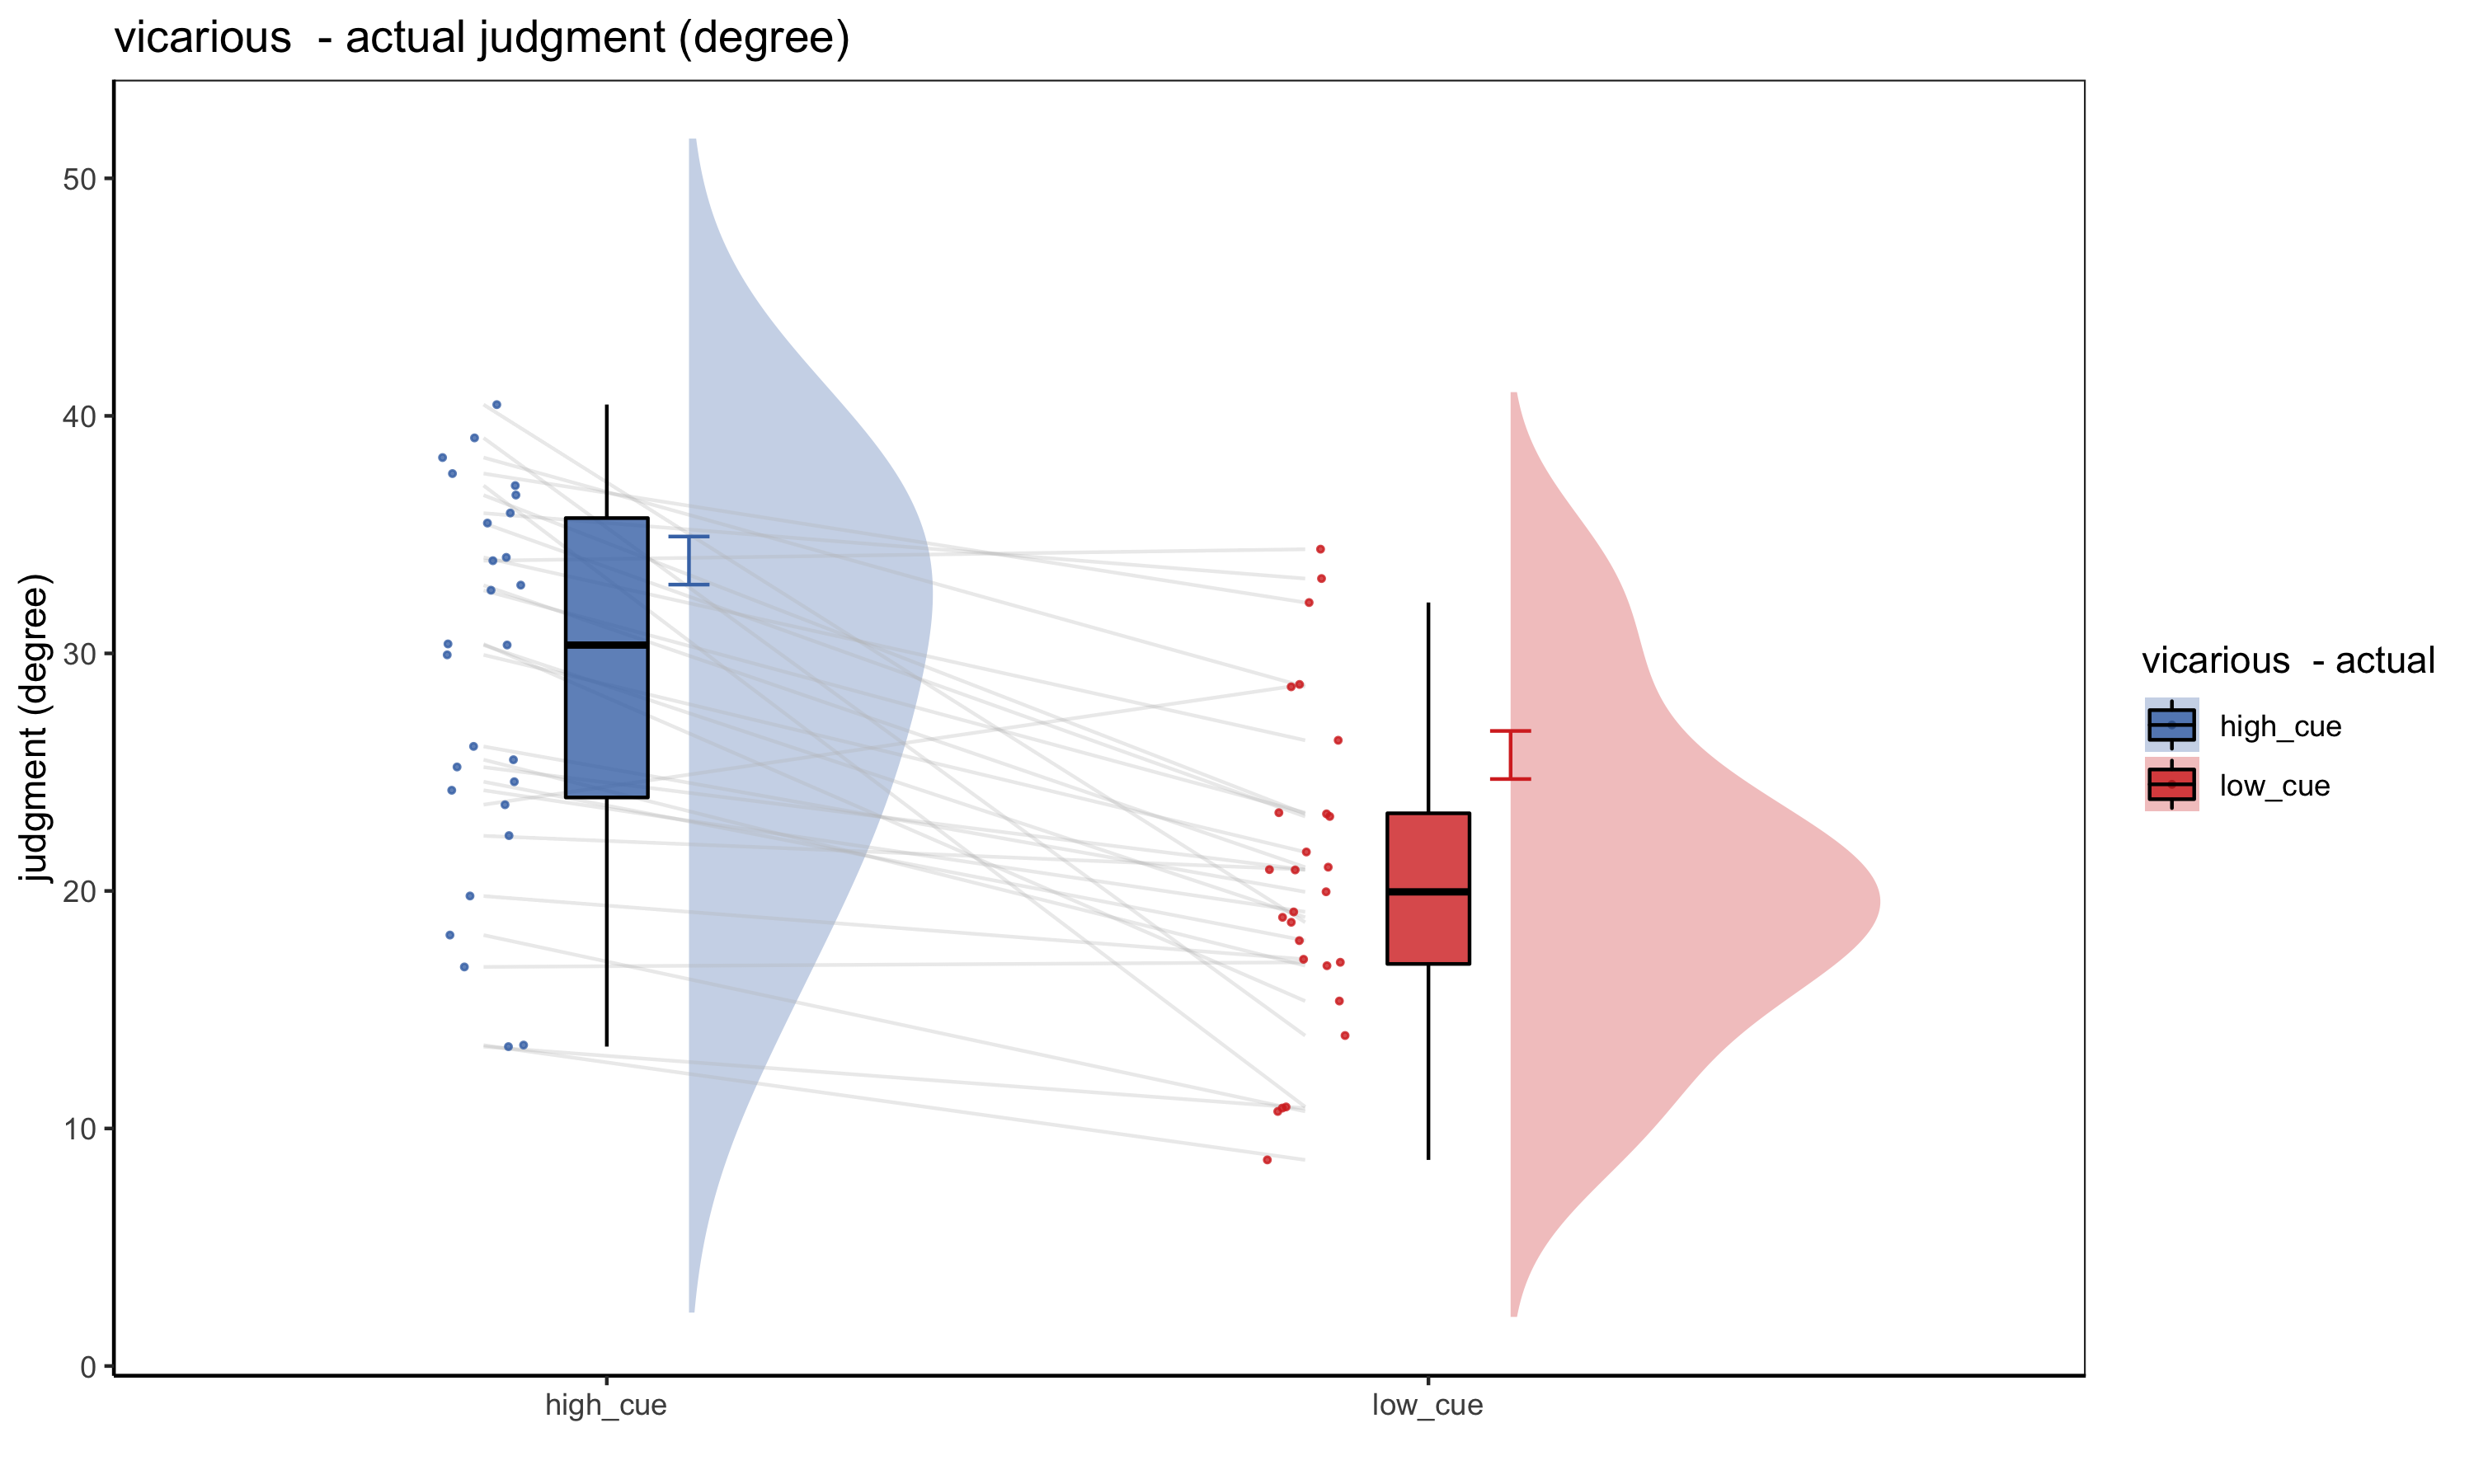 vicarious  - actual judgment (degree)
judgment (degree)
50
40
30
20
10
0
high_cue
low_cue
vicarious  - actual
high_cue
low_cue